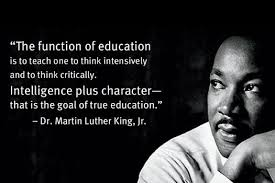 “The function of education
is to teach one to think intensively
and to think critically.
Intelligence plus character—
that is the goal of true education.”
– Dr. Martin Luther King, Jr.